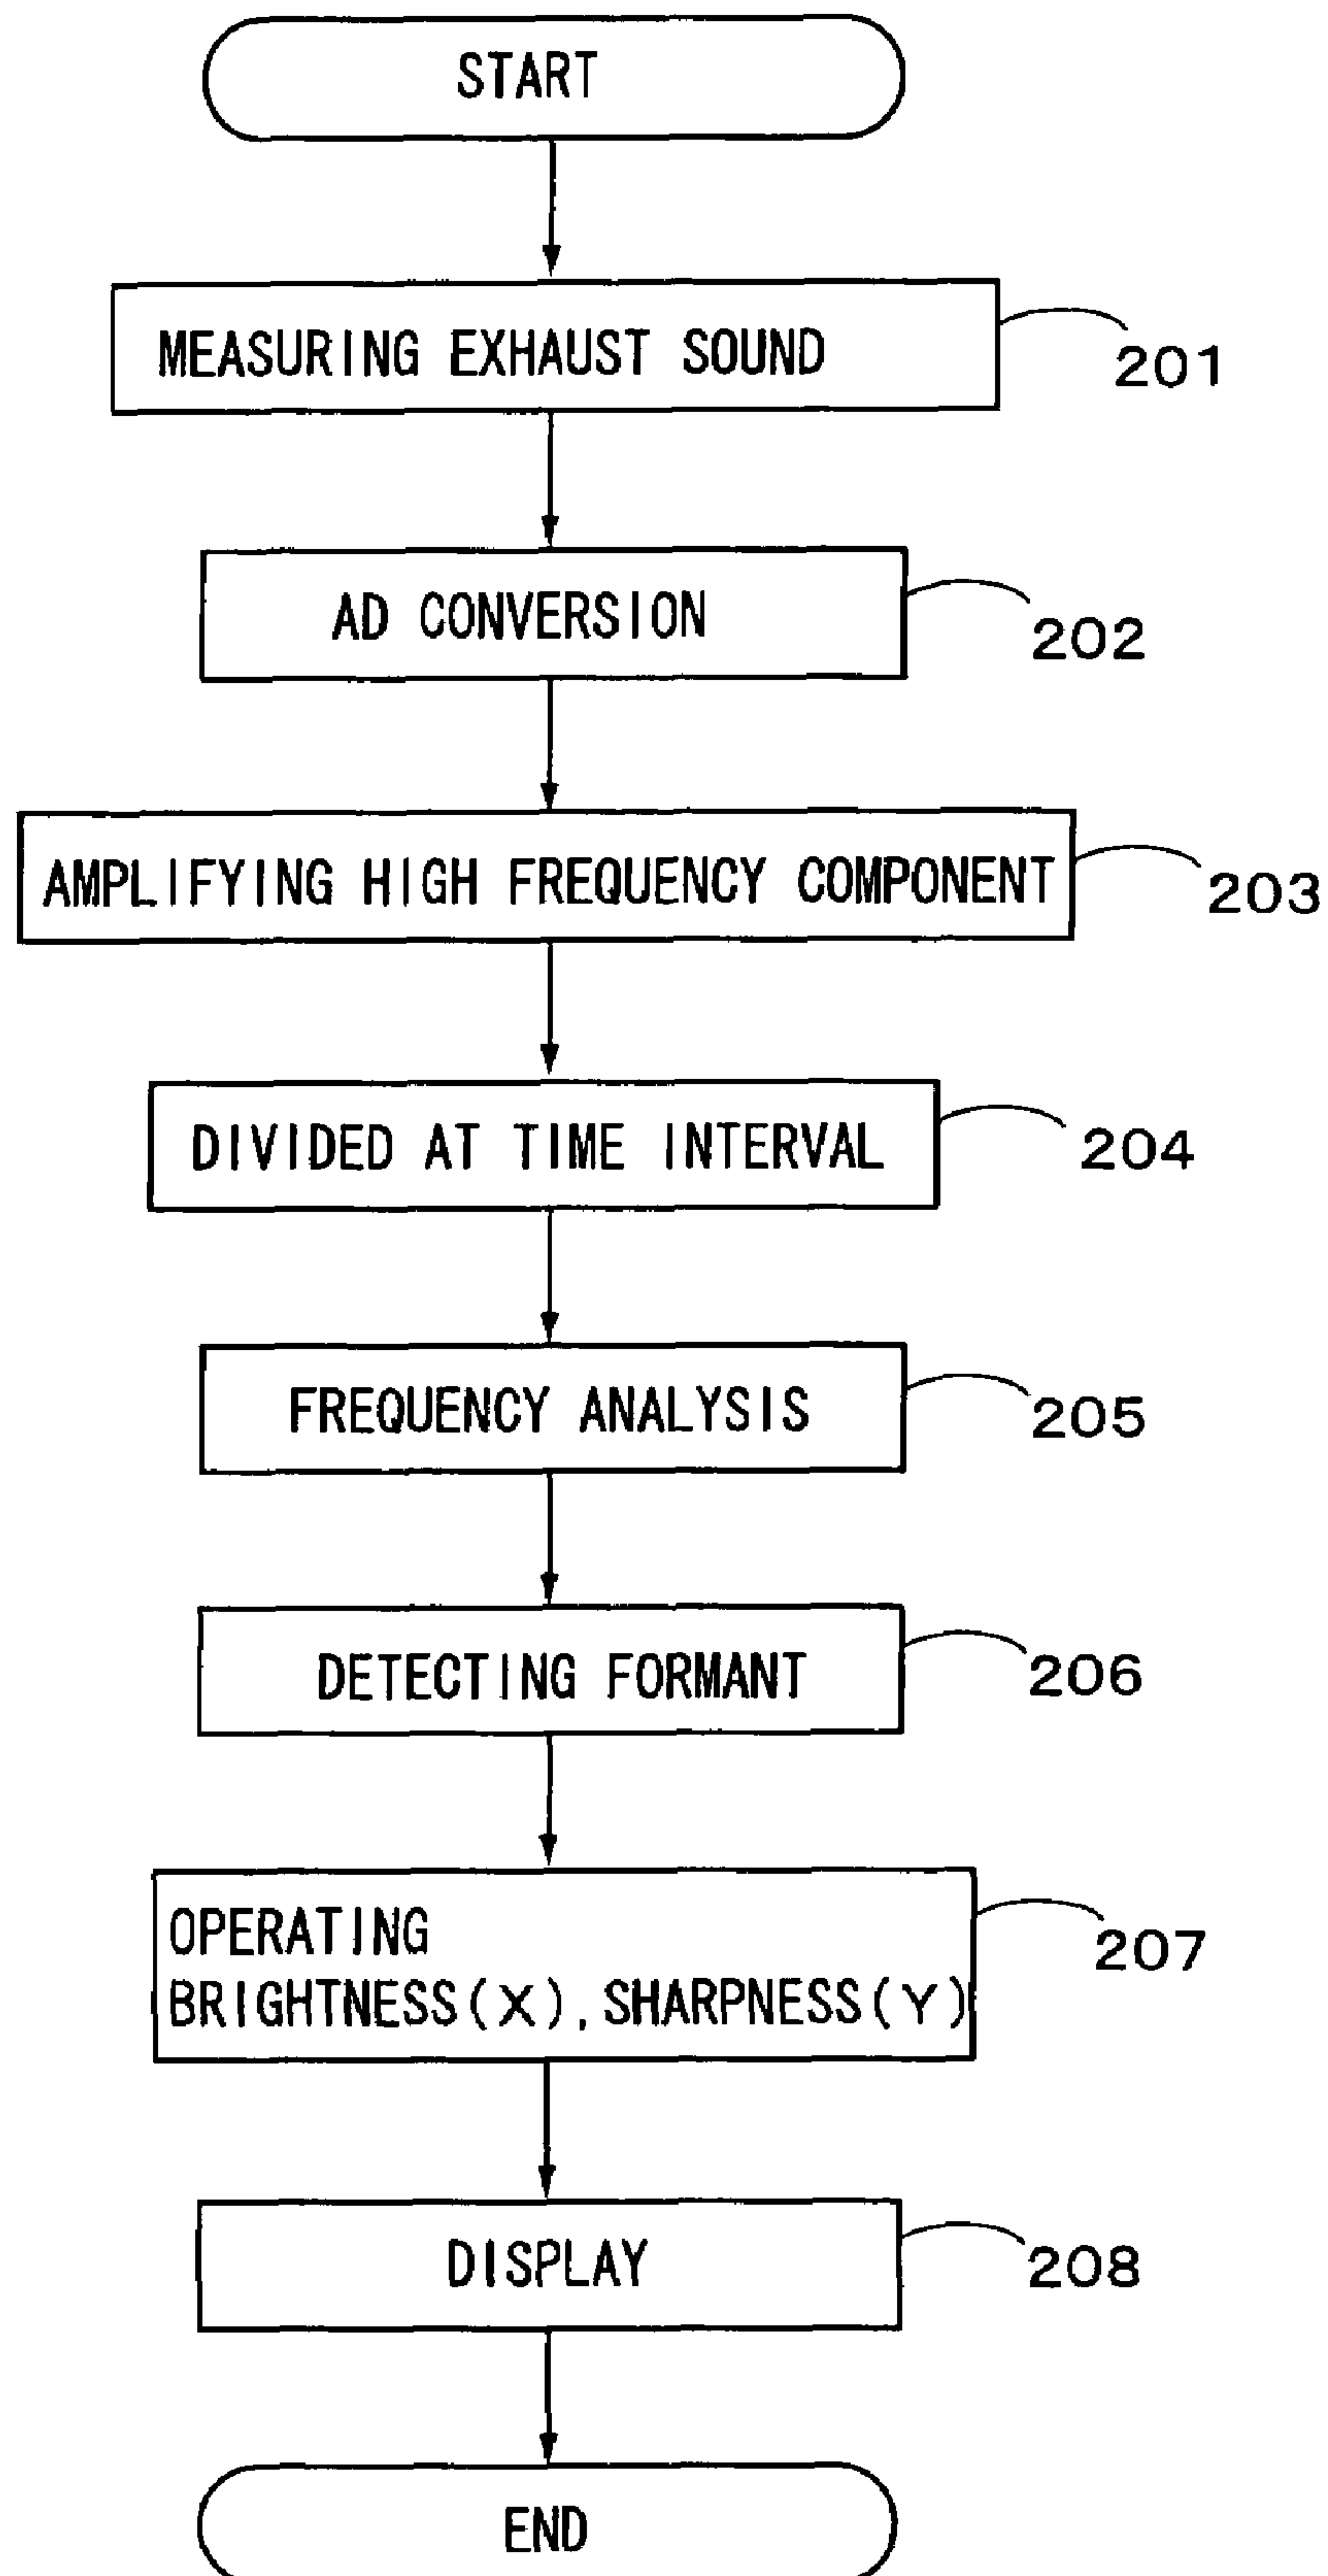 START
MEASURING EXHAUST SOUND
201
AD CONVERSION
202
AMPLIFYING HIGH FREQUENCY COMPONENT
203
DIVIDED AT TIME INTERVAL
204
FREQUENCY ANALYSIS
205
DETECTING FORMANT
206
OPERATING
BRIGHTNESS(X), SHARPNESS(Y)
207
DISPLAY
208
END